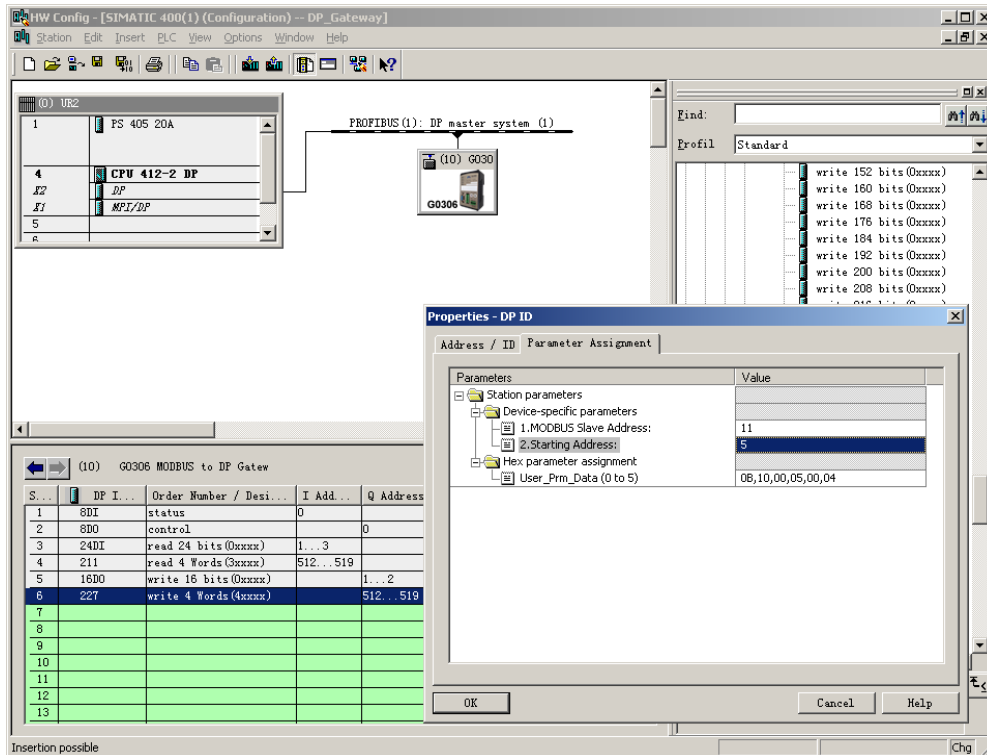 HW Config - [SIMATIC 400(1) (Configuration) -- DP_Gateway]
Station Edit Insert PLC View Options Window Help
(0) UR2
1 PS 405 20A
4 CPU 412-2 DP
X2 DP
X1 MPI/DP
5
6
PROFIBUS(1): DP master system (1)
(10) G030
G0306
Find:
Profil Standard
write 152 bits(0xxxx)
write 160 bits(0xxxx)
write 168 bits(0xxxx)
write 176 bits(0xxxx)
write 184 bits(0xxxx)
write 192 bits(0xxxx)
write 200 bits(0xxxx)
write 208 bits(0xxxx)
Properties - DP ID
Address / ID Parameter Assignment
Parameters Value
Station parameters
Device-specific parameters
1.MODBUS Slave Address: 11
2.Starting Address: 5
Hex parameter assignment
User_Prm_Data (0 to 5) 0B,10,00,05,00,04
OK Cancel Help
(10) G0306 MODBUS to DP Gatew
S... DP I... Order Number / Desi... I Add... Q Address
1 8DI status 0
2 8DO control 0
3 24DI read 24 bits(0xxxx) 1...3
4 211 read 4 Words(3xxxx) 512...519
5 16DO write 16 bits(0xxxx) 1...2
6 227 write 4 Words(4xxxx) 512...519
7
8
9
10
11
12
13
Insertion possible Chg